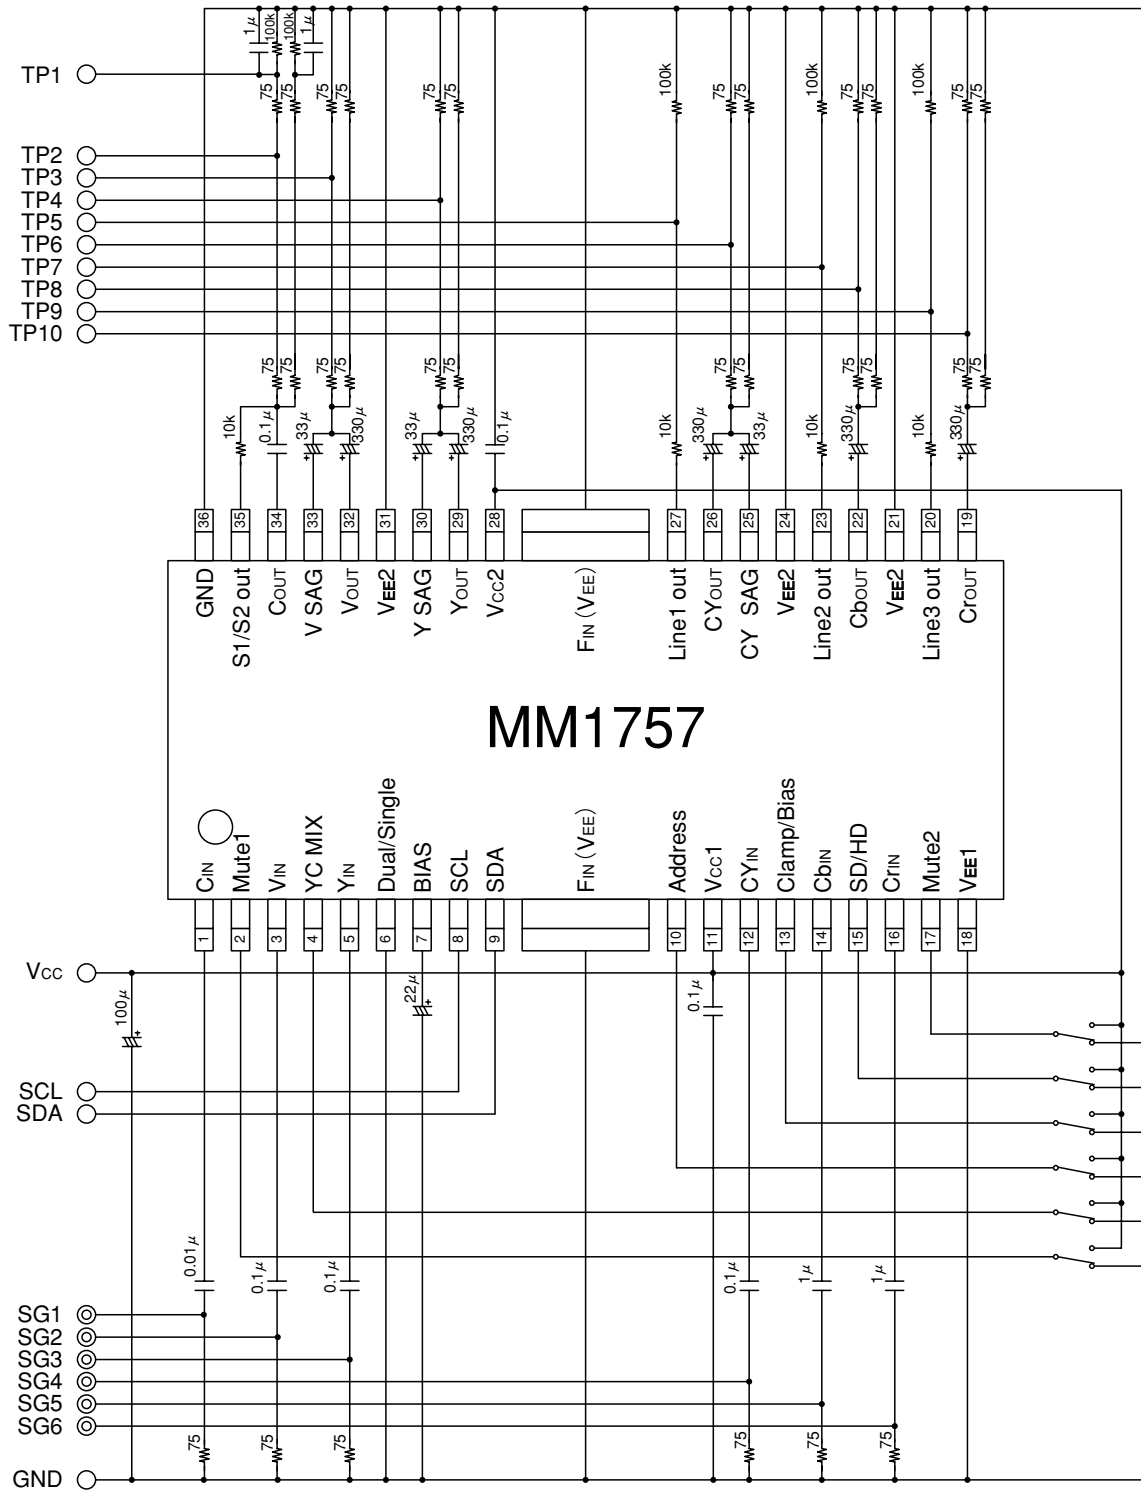 1μ 100k 100k 1μ
TP1
75 75 75 75 75 75 100k 75 75 100k 75 75 100k 75 75
TP2
TP3
TP4
TP5
TP6
TP7
TP8
TP9
TP10
75 75 75 75 75 75 75 75 75 75 75 75
10k 0.1μ 33μ 330μ 33μ 330μ 0.1μ 10k 330μ 33μ 10k 330μ 10k 330μ
36 35 34 33 32 31 30 29 28 27 26 25 24 23 22 21 20 19
GND
S1/S2 out
COUT
V SAG
VOUT
VEE2
Y SAG
YOUT
VCC2
FIN (VEE)
Line1 out
CYOUT
CY SAG
VEE2
Line2 out
CbOUT
VEE2
Line3 out
CrOUT
MM1757
CIN
Mute1
VIN
YC MIX
YIN
Dual/Single
BIAS
SCL
SDA
FIN (VEE)
Address
VCC1
CYIN
Clamp/Bias
CbIN
SD/HD
CrIN
Mute2
VEE1
1 2 3 4 5 6 7 8 9 10 11 12 13 14 15 16 17 18
VCC
100μ 22μ 0.1μ
SCL
SDA
0.01μ 0.1μ 0.1μ 0.1μ 1μ 1μ
SG1
SG2
SG3
SG4
SG5
SG6
75 75 75 75 75 75
GND